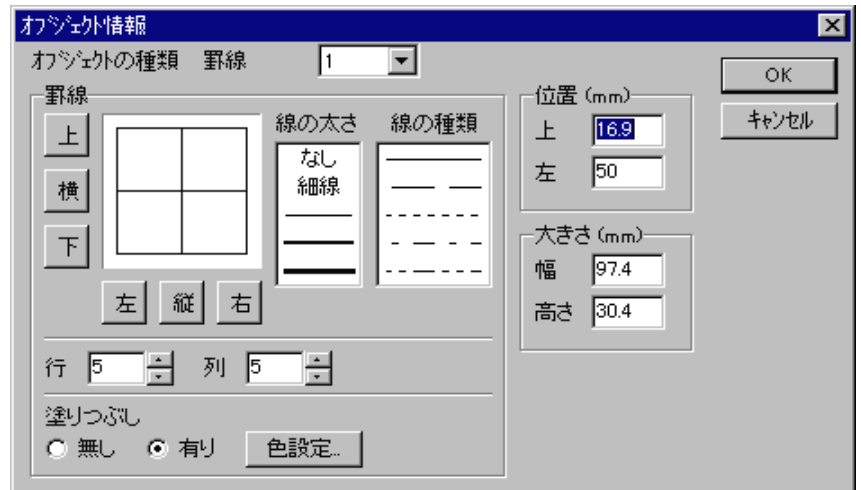 オブジェクト情報
オブジェクトの種類 罫線 1
OK
キャンセル
罫線
上
横
下
左 縦 右
線の太さ 線の種類
なし
細線
行 5 列 5
塗りつぶし
無し 有り 色設定...
位置 (mm)
上 16.9
左 50
大きさ (mm)
幅 97.4
高さ 30.4